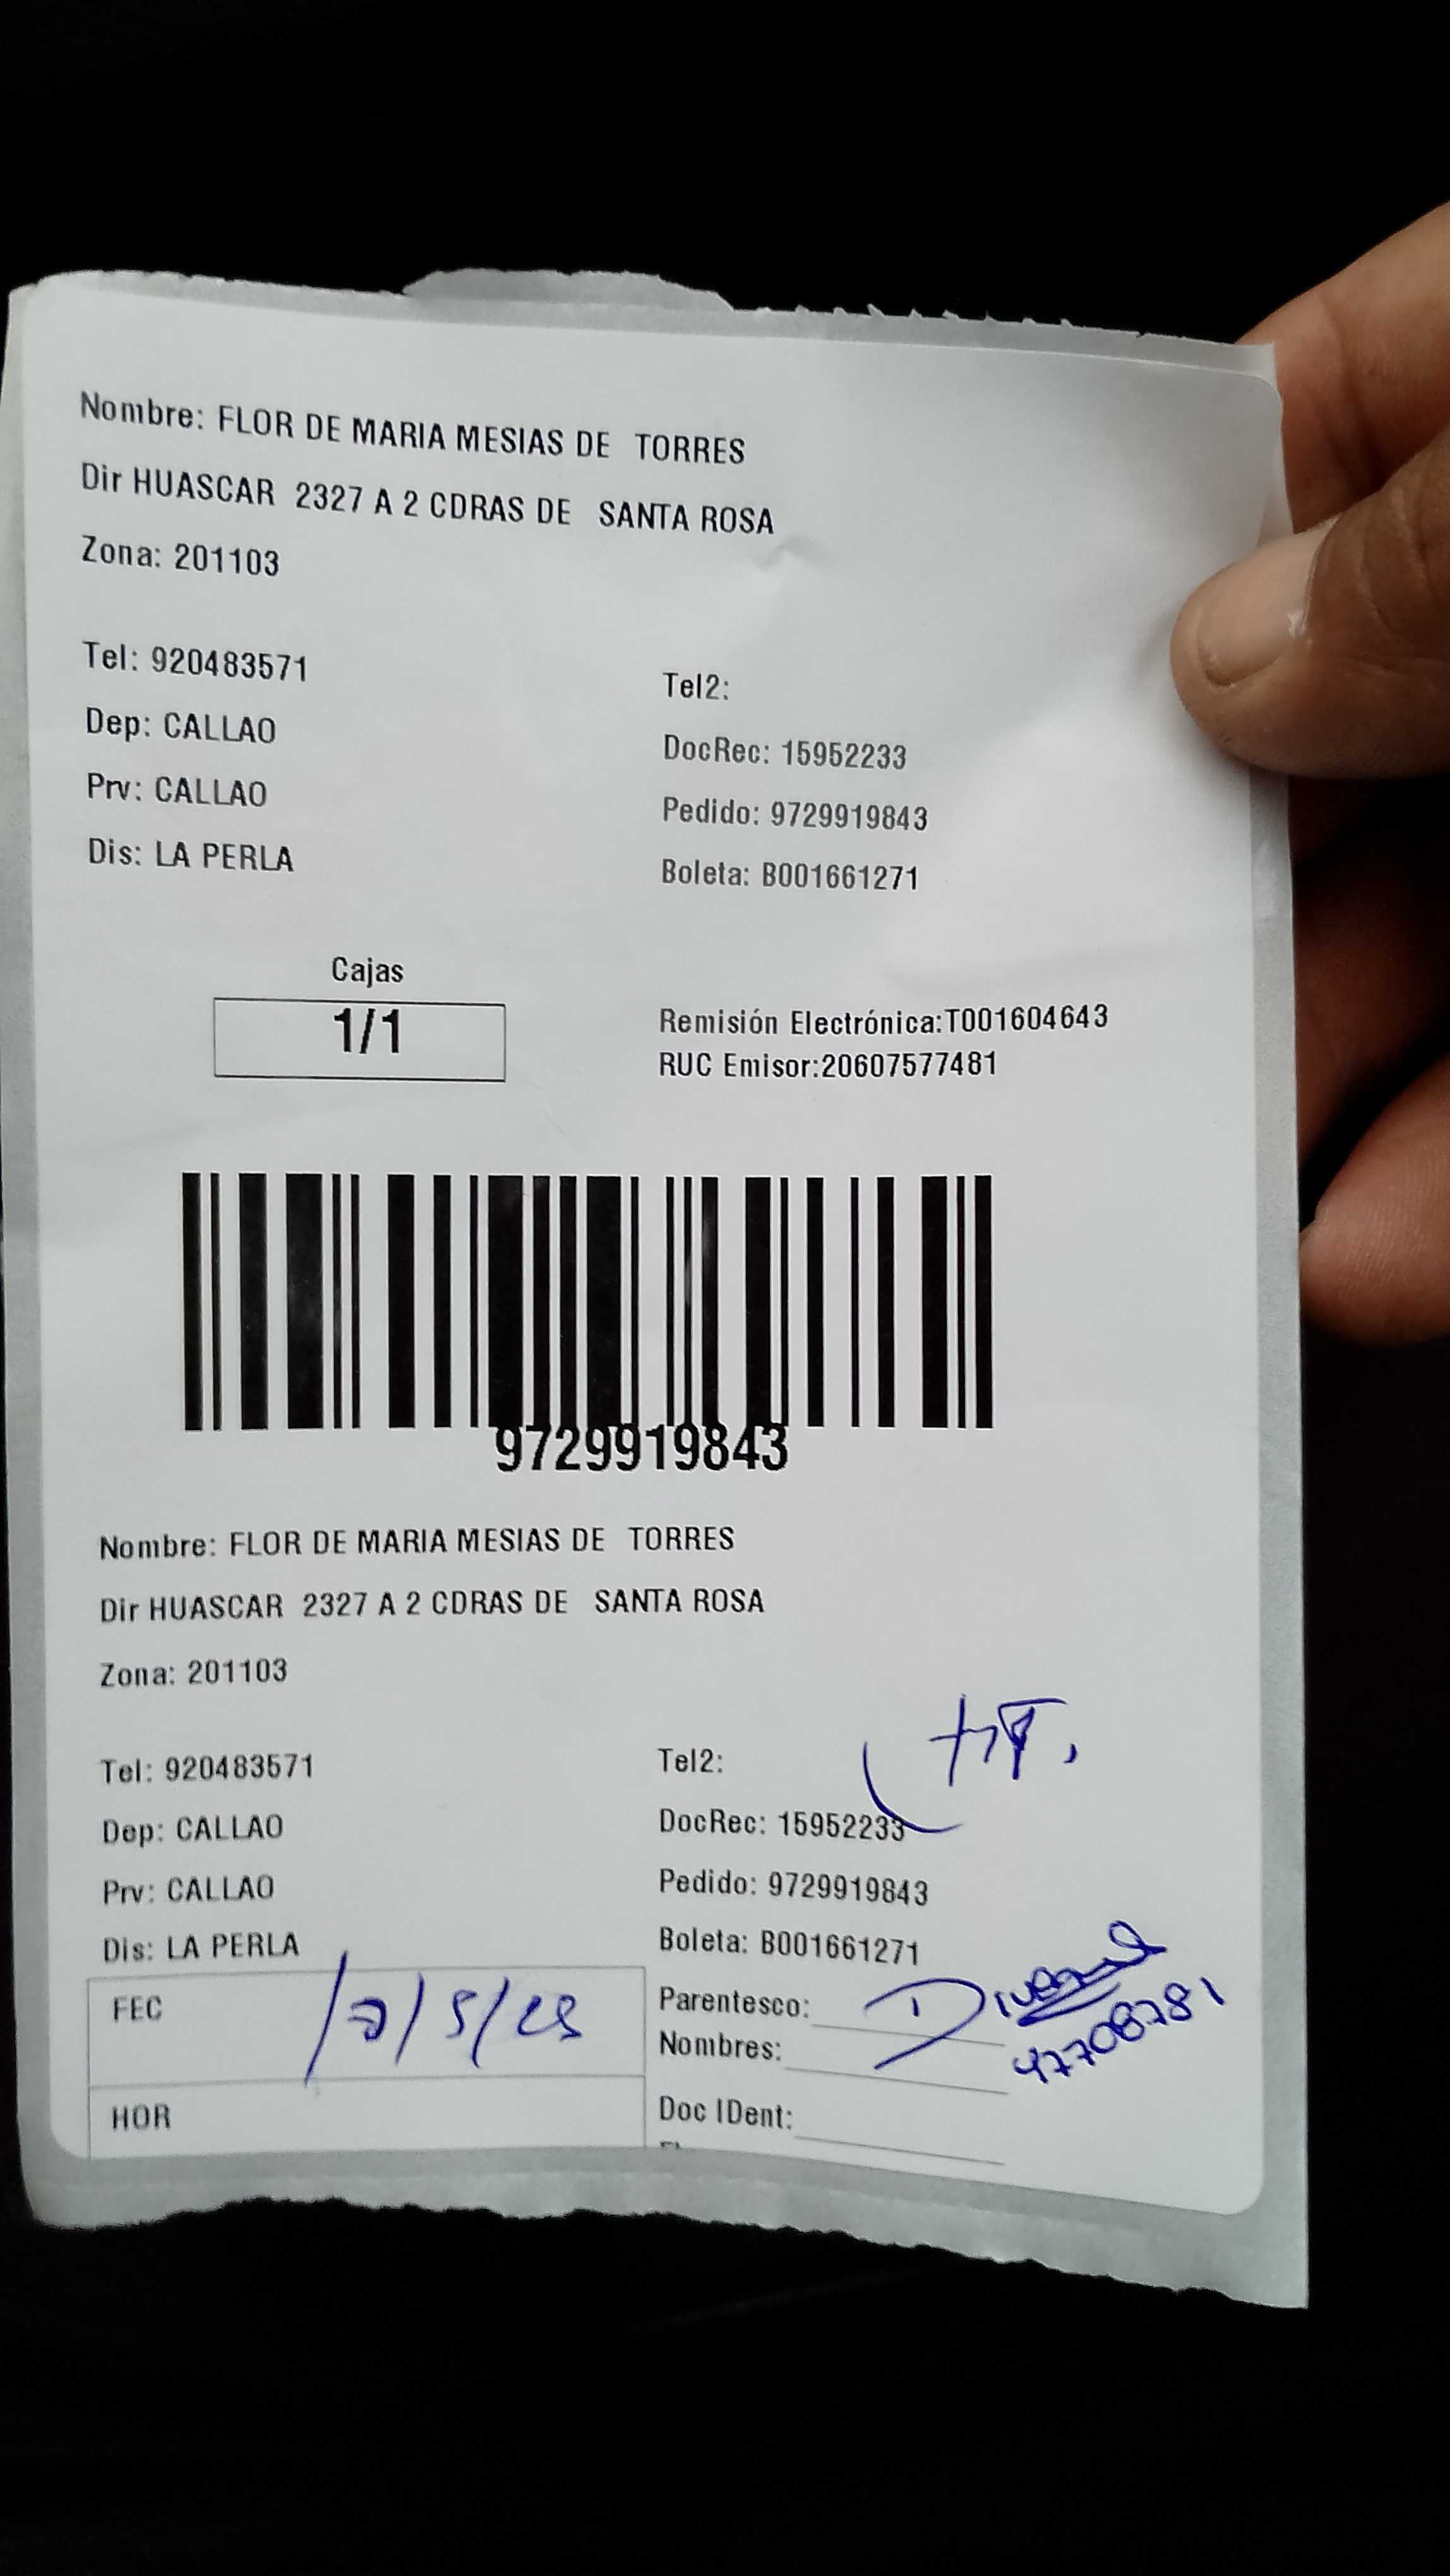 Nombre: FLOR DE MARIA MESIAS DE TORRES
Dir HUASCAR 2327 A 2 CDRAS DE SANTA ROSA
Zona: 201103
Tel: 920483571
Tel2:
Dep: CALLAO
DocRec: 15952233
Prv: CALLAO
Pedido: 9729919843
Dis: LA PERLA
Boleta: B001661271
Cajas
1/1
Remisión Electrónica:T001604643
RUC Emisor:20607577481
9729919843
Nombre: FLOR DE MARIA MESIAS DE TORRES
Dir HUASCAR 2327 A 2 CDRAS DE SANTA ROSA
Zona: 201103
Tel: 920483571
Tel2:
Dep: CALLAO
DocRec: 15952233
Prv: CALLAO
Pedido: 9729919843
Dis: LA PERLA
Boleta: B001661271
FEC
Parentesco:
Nombres:
47708781
HOR
Doc IDent: